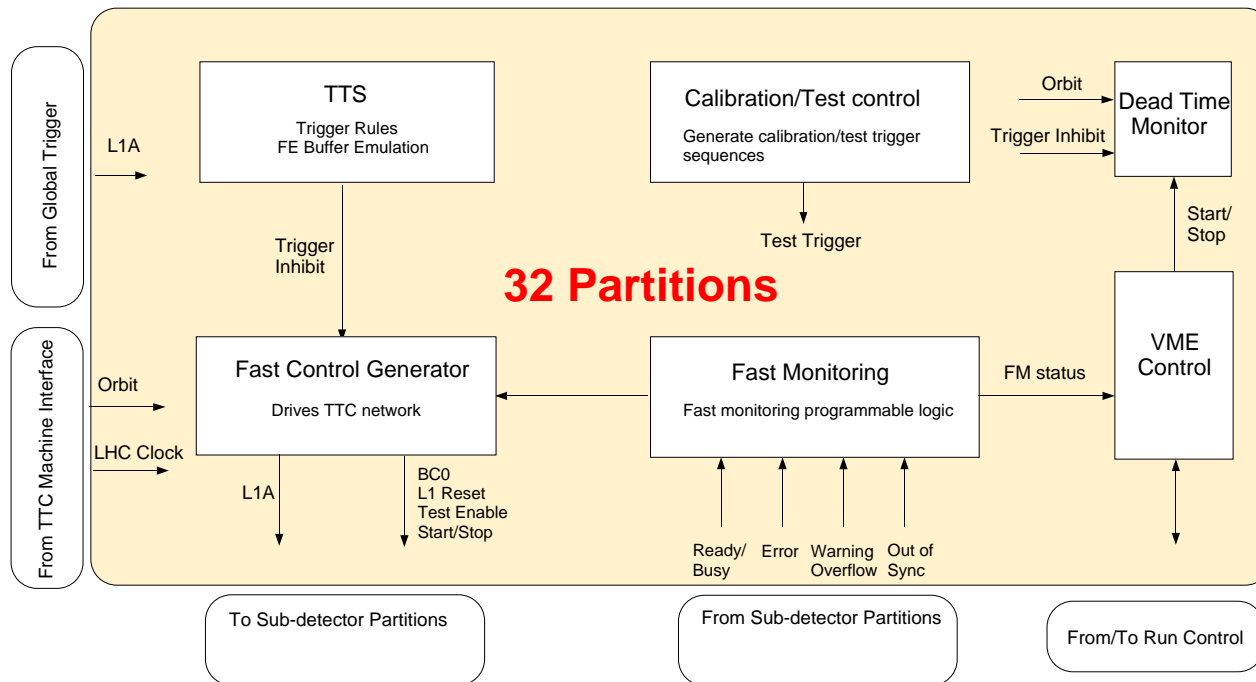 From Global Trigger
L1A
TTS
Trigger Rules
FE Buffer Emulation
Calibration/Test control
Generate calibration/test trigger
sequences
Orbit
Trigger Inhibit
Dead Time
Monitor
Trigger
Inhibit
Test Trigger
Start/
Stop
32 Partitions
From TTC Machine Interface
Orbit
LHC Clock
Fast Control Generator
Drives TTC network
Fast Monitoring
Fast monitoring programmable logic
FM status
VME
Control
L1A
BC0
L1 Reset
Test Enable
Start/Stop
Ready/
Busy
Error
Warning
Overflow
Out of
Sync
To Sub-detector Partitions
From Sub-detector Partitions
From/To Run Control